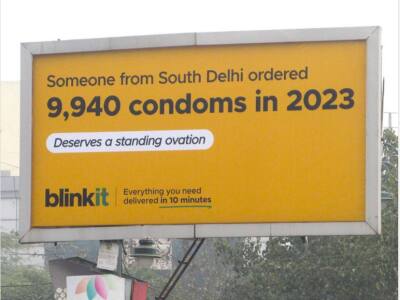 Someone from South Delhi ordered
9,940 condoms in 2023
Deserves a standing ovation
blinkit
Everything you need
delivered in 10 minutes